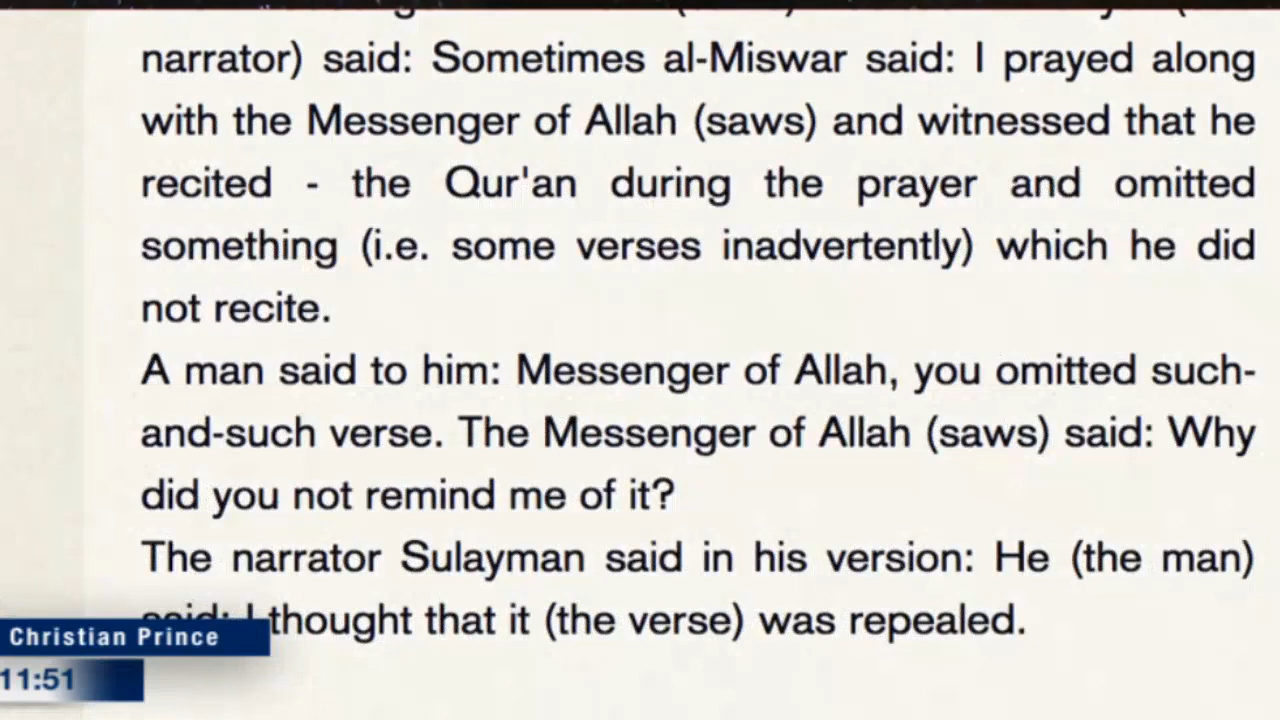 narrator) said: Sometimes al-Miswar said: I prayed along
with the Messenger of Allah (saws) and witnessed that he
recited - the Qur'an during the prayer and omitted
something (i.e. some verses inadvertently) which he did
not recite.
A man said to him: Messenger of Allah, you omitted such-
and-such verse. The Messenger of Allah (saws) said: Why
did you not remind me of it?
The narrator Sulayman said in his version: He (the man)
said: I thought that it (the verse) was repealed.
Christian Prince
11:51